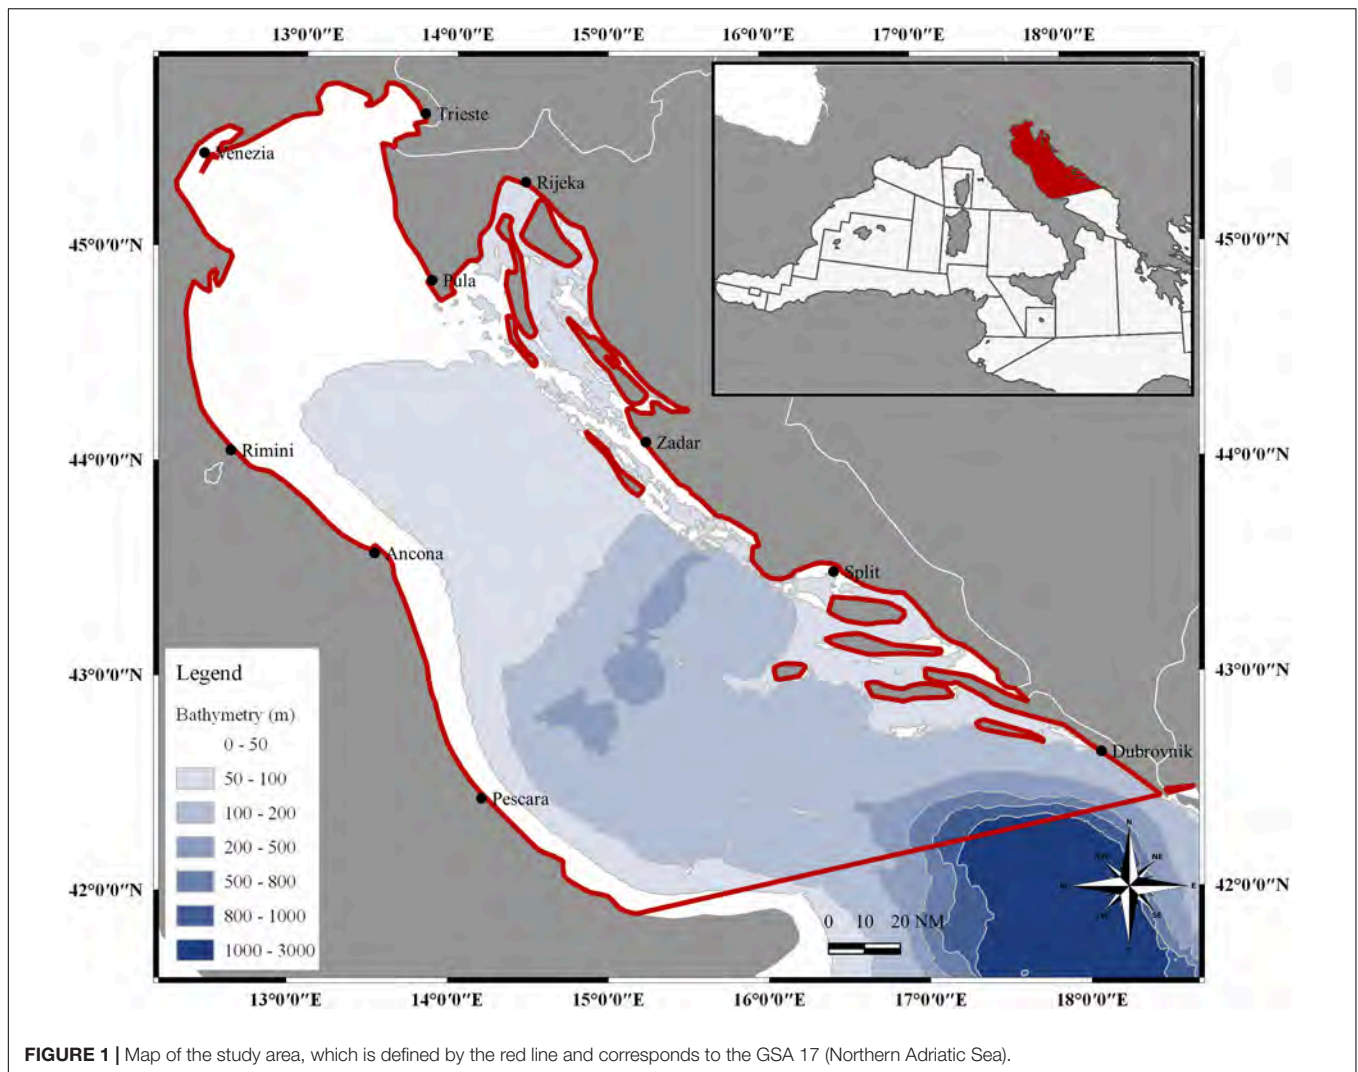 13°0'0"E 14°0'0"E 15°0'0"E 16°0'0"E 17°0'0"E 18°0'0"E
Trieste
Venezia
Rijeka
45°0'0"N 45°0'0"N
Pula
Zadar
Rimini
44°0'0"N 44°0'0"N
Ancona
Split
43°0'0"N 43°0'0"N
Legend
Bathymetry (m)
0 - 50
50 - 100
100 - 200
200 - 500
500 - 800
800 - 1000
1000 - 3000
Dubrovnik
Pescara
N
NE
E
SE
42°0'0"N 42°0'0"N
0 10 20 NM
13°0'0"E 14°0'0"E 15°0'0"E 16°0'0"E 17°0'0"E 18°0'0"E
FIGURE 1 | Map of the study area, which is defined by the red line and corresponds to the GSA 17 (Northern Adriatic Sea).